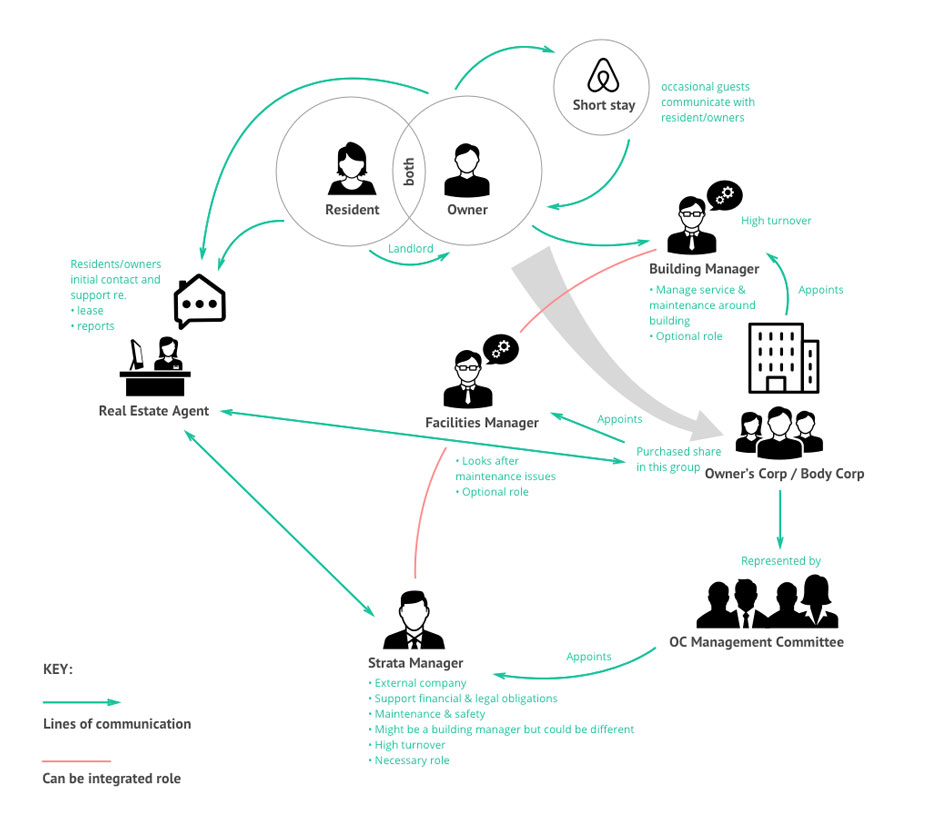 Short stay
occasional guests
communicate with
resident/owners
both
Resident
Owner
Landlord
High turnover
Building Manager
• Manage service &
maintenance around
building
• Optional role
Appoints
Residents/owners
initial contact and
support re.
• lease
• reports
Real Estate Agent
Facilities Manager
• Looks after
maintenance issues
• Optional role
Appoints
Purchased share
in this group
Owner's Corp / Body Corp
Represented by
OC Management Committee
Appoints
Strata Manager
• External company
• Support financial & legal obligations
• Maintenance & safety
• Might be a building manager but could be different
• High turnover
• Necessary role
KEY:
Lines of communication
Can be integrated role